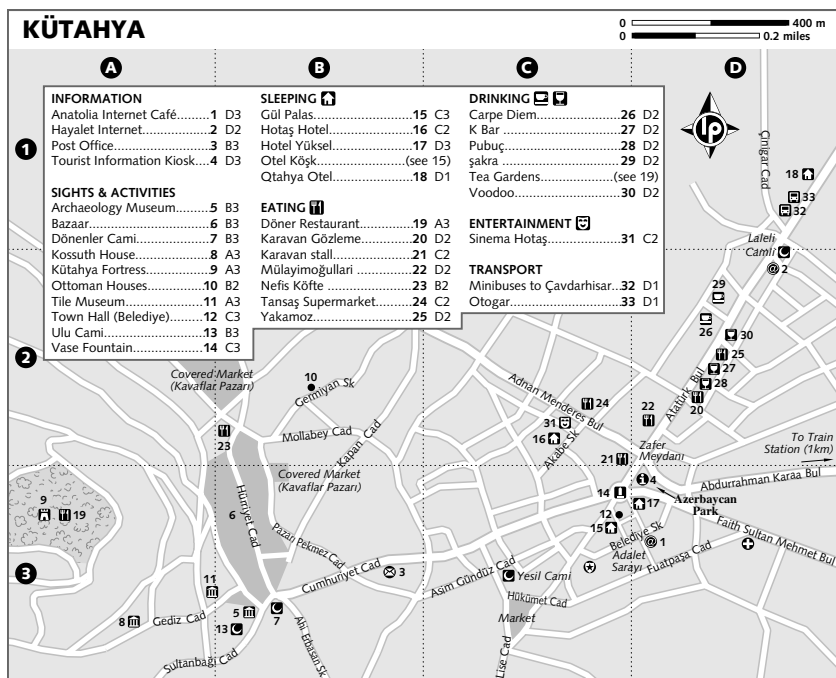 KÜTAHYA
0 400 m
0 0.2 miles
A B C D
1
2
3
INFORMATION
Anatolia Internet Café.........1 D3
Hayalet Internet..................2 D2
Post Office..........................3 B3
Tourist Information Kiosk....4 D3
SIGHTS & ACTIVITIES
Archaeology Museum.........5 B3
Bazaar................................6 B3
Dönenler Cami...................7 B3
Kossuth House...................8 A3
Kütahya Fortress................9 A3
Ottoman Houses...............10 B2
Tile Museum....................11 A3
Town Hall (Belediye)........12 C3
Ulu Cami.........................13 B3
Vase Fountain..................14 C3
SLEEPING
Gül Palas.........................15 C3
Hotaş Hotel.....................16 C2
Hotel Yüksel....................17 D3
Otel Köşk...................(see 15)
Qtahya Otel....................18 D1
EATING
Döner Restaurant.............19 A3
Karavan Gözleme............20 D2
Karavan stall....................21 C2
Mülayimoğullari..............22 D2
Nefis Köfte.....................23 B2
Tansaş Supermarket.........24 C2
Yakamoz.........................25 D2
DRINKING
Carpe Diem.....................26 D2
K Bar..............................27 D2
Pubuç.............................28 D2
şakra..............................29 D2
Tea Gardens...............(see 19)
Voodoo...........................30 D2
ENTERTAINMENT
Sinema Hotaş..................31 C2
TRANSPORT
Minibuses to Çavdarhisar...32 D1
Otogar............................33 D1
lp
Çinigar Cad
18
33
32
Laleli
Camii
2
29
26
30
25
27
28
20
Atatürk Bul
Covered Market
(Kavaflar Pazarı)
10
Germiyan Sk
Adnan Menderes Bul
24
31
16
Akabe Sk
22
Zafer
Meydanı
To Train
Station (1km)
23
Mollabey Cad
Kapan Cad
Covered Market
(Kavaflar Pazarı)
21
14
4
Abdurrahman Karaa Bul
Azerbaycan
Park
17
12
15
Belediye Sk
1
Adalet
Sarayı
Fuatpaşa Cad
Faith Sultan Mehmet Bul
9
19
6
Hürriyet Cad
Pazarı Pekmez Cad
Cumhuriyet Cad
3
Asim Gündüz Cad
Yesil Cami
Hükümet Cad
Market
Lise Cad
11
8
Gediz Cad
5
13
7
Sultanbağı Cad
Ahi Erbasan Sk